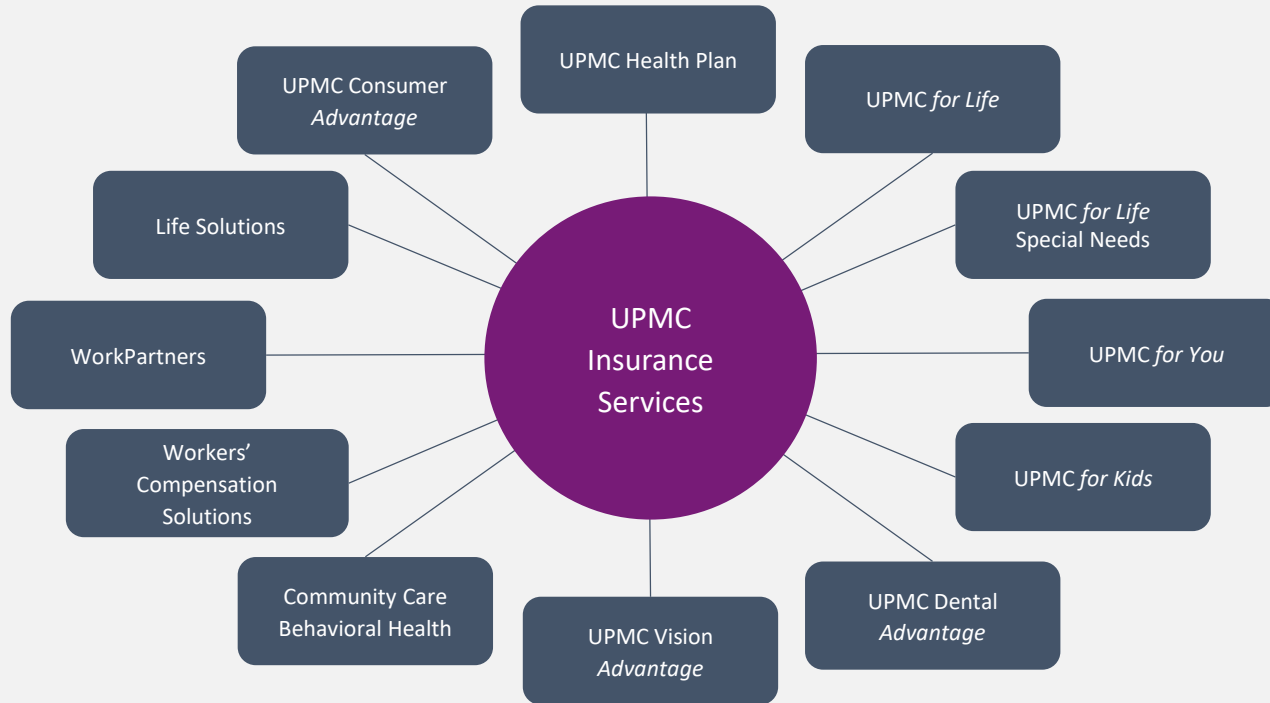 UPMC Health Plan
UPMC for Life
UPMC for Life
Special Needs
UPMC for You
UPMC for Kids
UPMC Dental
Advantage
UPMC Vision
Advantage
Community Care
Behavioral Health
Workers’
Compensation
Solutions
WorkPartners
Life Solutions
UPMC Consumer
Advantage
UPMC
Insurance
Services